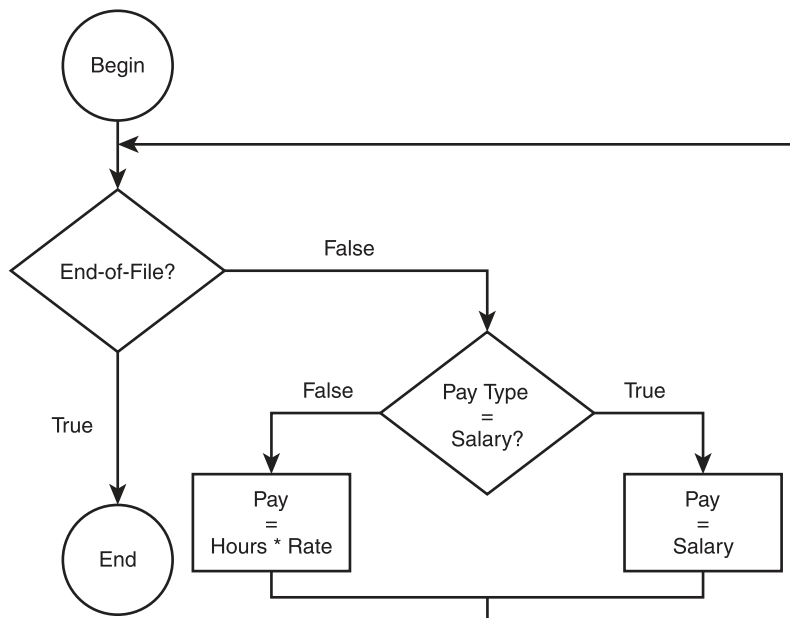 Begin
False
End-of-File?
False
Pay Type
=
Salary?
True
True
Pay
=
Hours * Rate
Pay
=
Salary
End